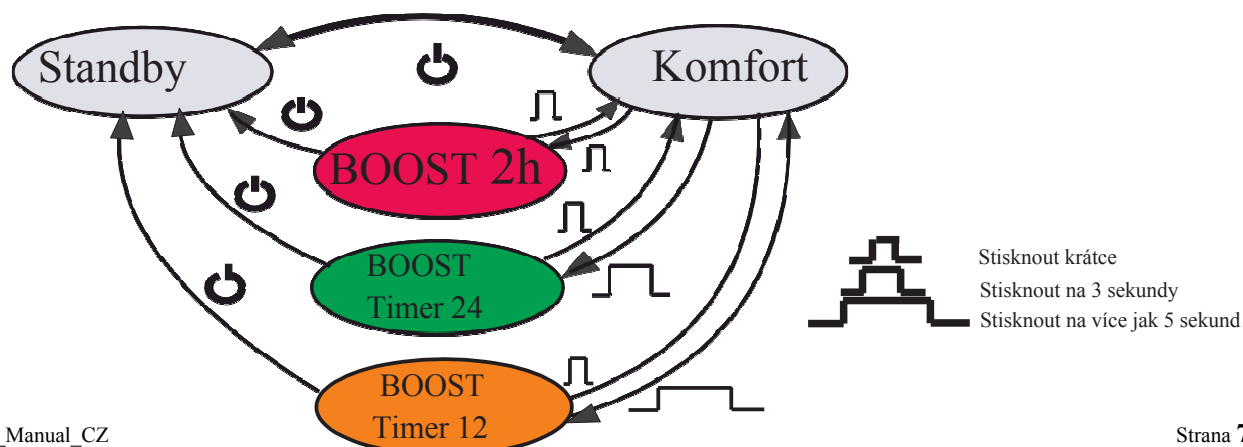 Standby
Komfort
BOOST 2h
BOOST
Timer 24
BOOST
Timer 12
Stisknout krátce
Stisknout na 3 sekundy
Stisknout na více jak 5 sekund
_Manual_CZ
Strana 7